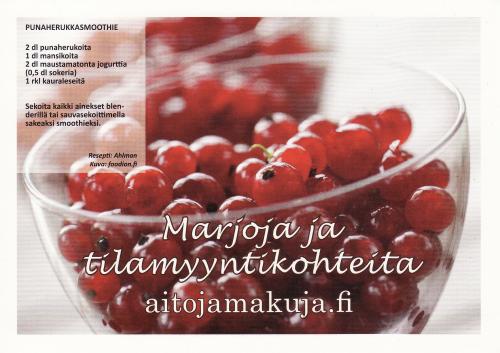 PUNAHERUKKASMOOTHIE
2 dl punaherukoita
1 dl mansikoita
2 dl maustamatonta jogurttia
(0,5 dl sokeria)
1 rkl kauraleseitä
Sekoita kaikki ainekset blen-
derillä tai sauvasekoittimella
sakeaksi smoothieksi.
Resepti: Ahlman
Kuva: foodion.fi
Marjoja ja
tilamyyntikohteita
aitojamakuja.fi